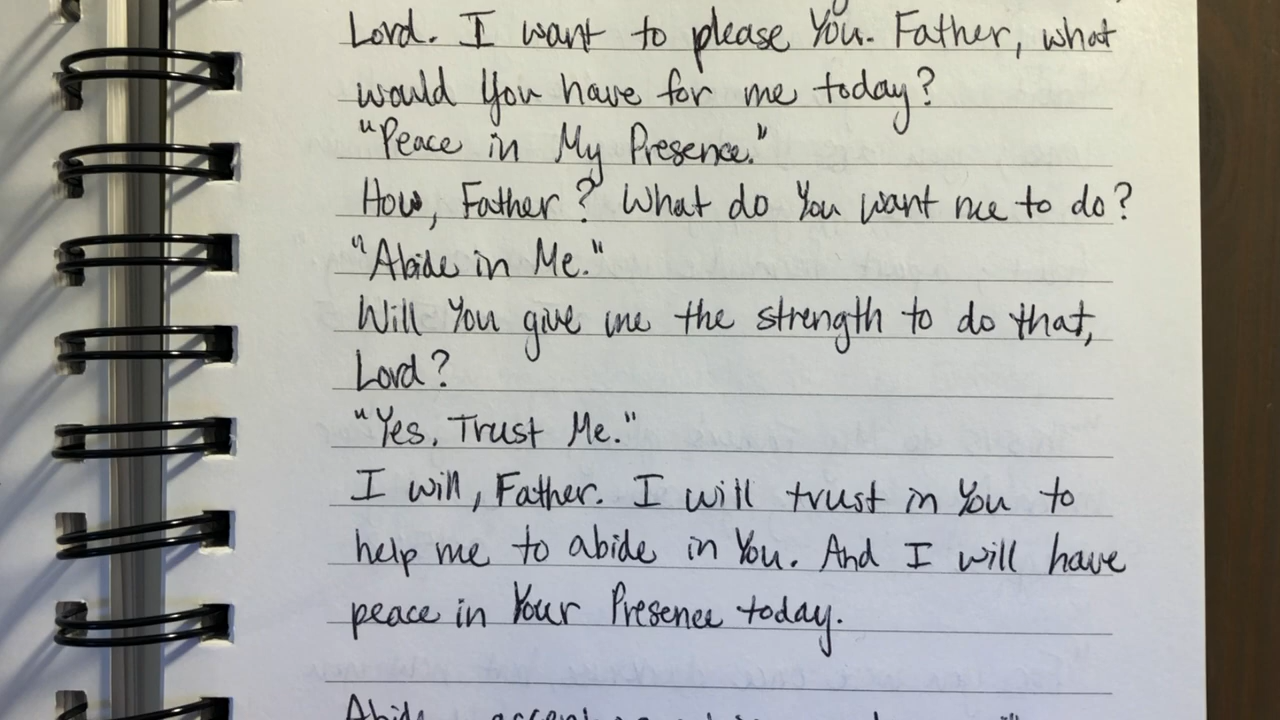 Lord. I want to please You. Father, what
would You have for me today?
"Peace in My Presence."
How, Father? What do You want me to do?
"Abide in Me."
Will You give me the strength to do that,
Lord?
"Yes. Trust Me."
I will, Father. I will trust in You to
help me to abide in You. And I will have
peace in Your Presence today.
Abide